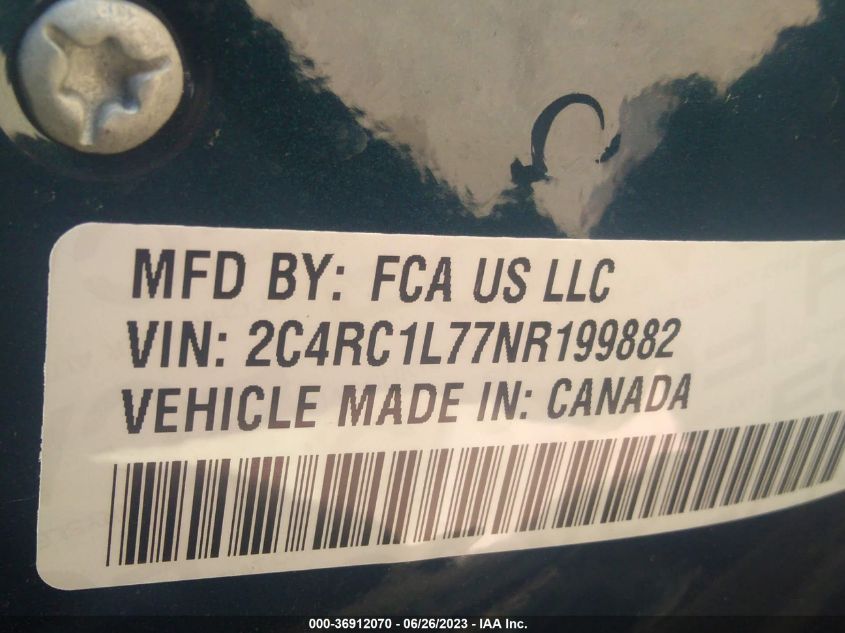 MFD BY: FCA US LLC
VIN: 2C4RC1L77NR199882
VEHICLE MADE IN: CANADA
000-36912070 - 06/26/2023 - IAA Inc.